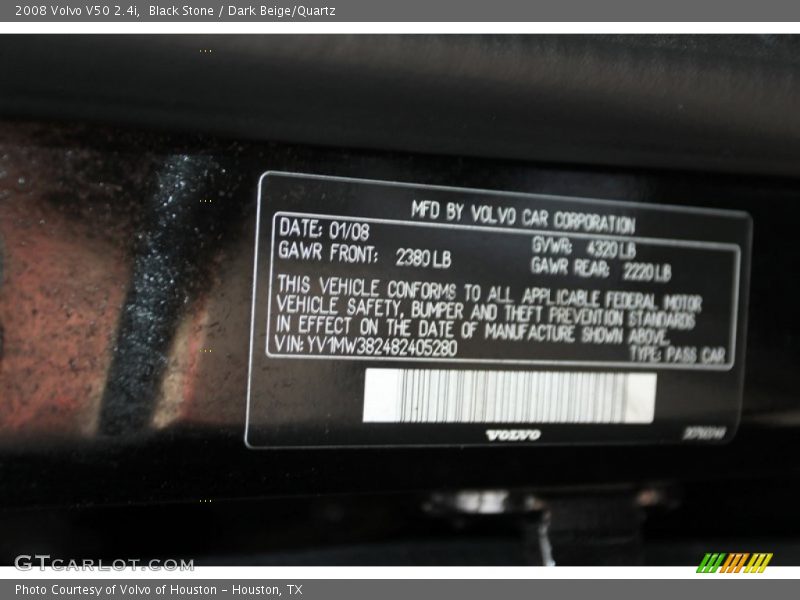 2008 Volvo V50 2.4i,  Black Stone / Dark Beige/Quartz
MFD BY VOLVO CAR CORPORATION
DATE: 01/08 GVWR: 4320 LB
GAWR FRONT: 2380 LB GAWR REAR: 2220 LB
THIS VEHICLE CONFORMS TO ALL APPLICABLE FEDERAL MOTOR
VEHICLE SAFETY, BUMPER AND THEFT PREVENTION STANDARDS
IN EFFECT ON THE DATE OF MANUFACTURE SHOWN ABOVE.
VIN: YV1MW382482405280 TYPE: PASS CAR
VOLVO
GTCARLOT.COM
Photo Courtesy of Volvo of Houston - Houston, TX